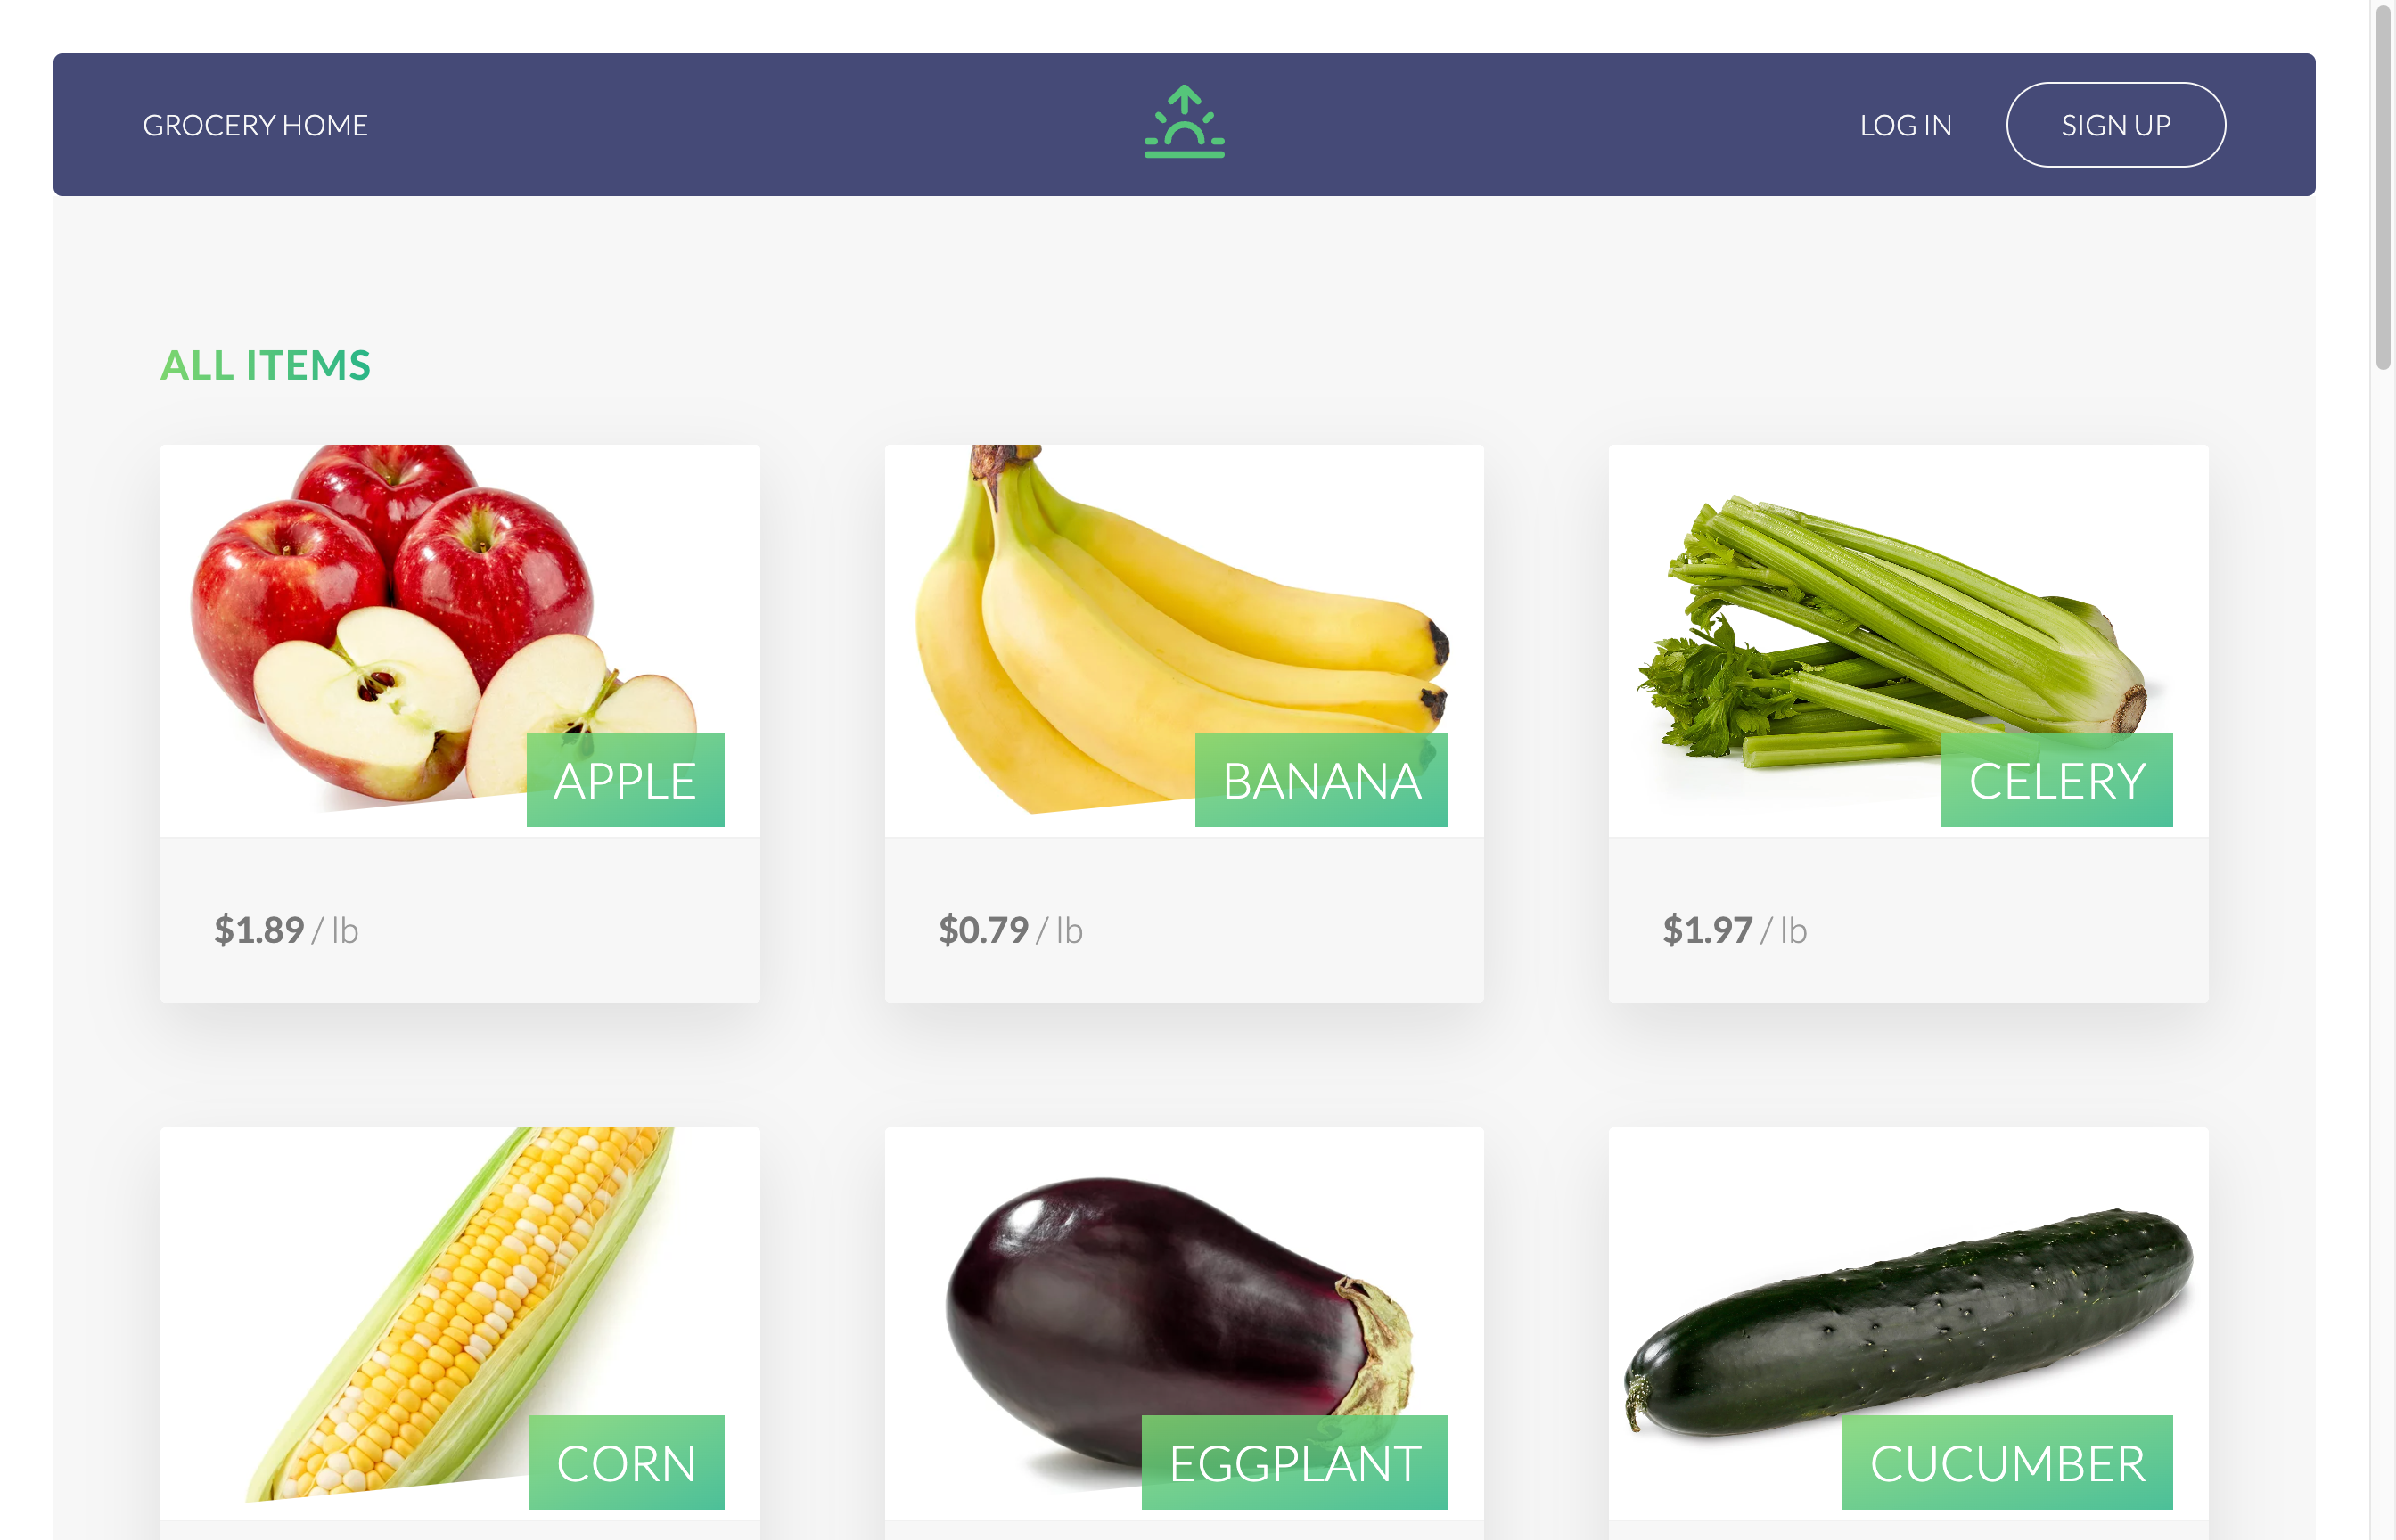 GROCERY HOME
LOG IN
SIGN UP
ALL ITEMS
APPLE
BANANA
CELERY
$1.89 / lb
$0.79 / lb
$1.97 / lb
CORN
EGGPLANT
CUCUMBER